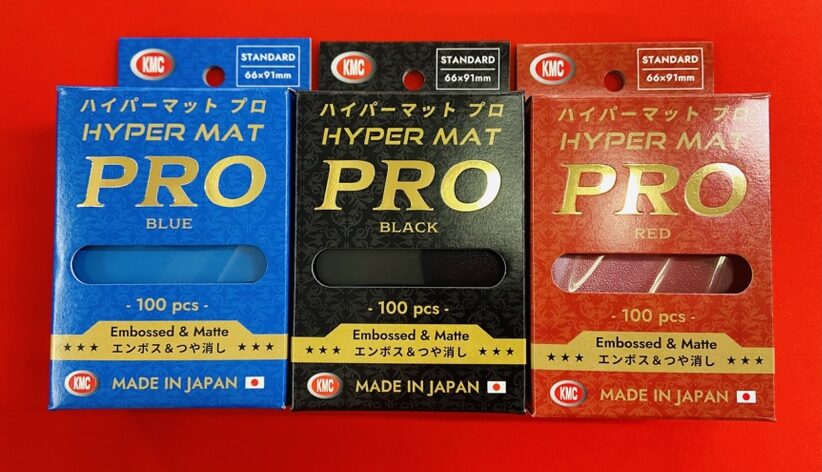 KMC
STANDARD
66×91mm
ハイパーマット プロ
HYPER MAT
PRO
BLUE
- 100 pcs -
Embossed & Matte
★★★ エンボス＆つや消し ★★★
KMC MADE IN JAPAN
KMC
STANDARD
66×91mm
ハイパーマット プロ
HYPER MAT
PRO
BLACK
- 100 pcs -
Embossed & Matte
★★★ エンボス＆つや消し ★★★
KMC MADE IN JAPAN
KMC
STANDARD
66×91mm
ハイパーマット プロ
HYPER MAT
PRO
RED
- 100 pcs -
Embossed & Matte
★★★ エンボス＆つや消し ★★★
KMC MADE IN JAPAN